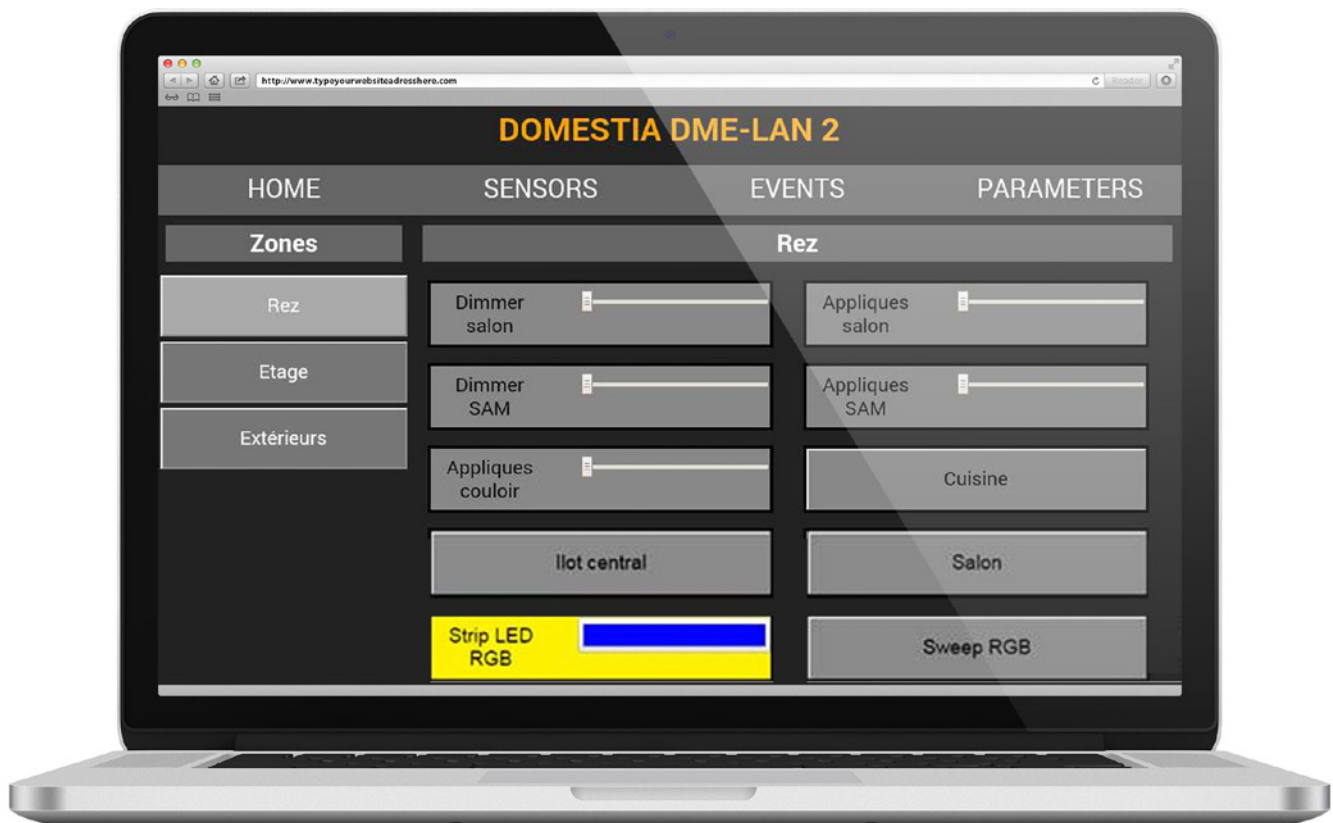 http://www.typeyourwebsiteadresshere.com
Reader
DOMESTIA DME-LAN 2
HOME SENSORS EVENTS PARAMETERS
Zones
Rez
Etage
Extérieurs
Rez
Dimmer
salon
Appliques
salon
Dimmer
SAM
Appliques
SAM
Appliques
couloir
Cuisine
Ilot central
Salon
Strip LED
RGB
Sweep RGB